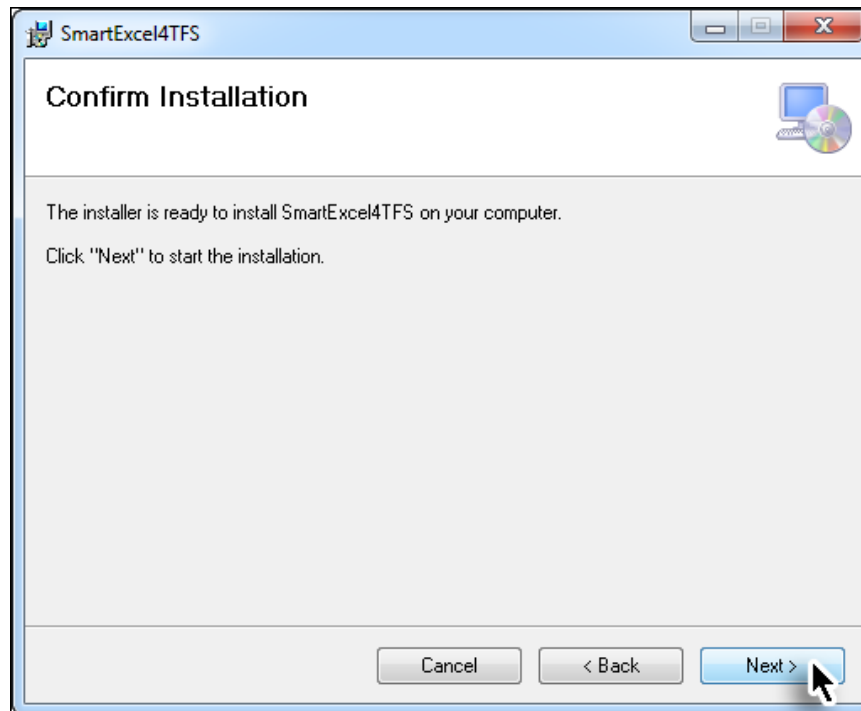 SmartExcel4TFS
Confirm Installation
The installer is ready to install SmartExcel4TFS on your computer.
Click "Next" to start the installation.
Cancel
< Back
Next >